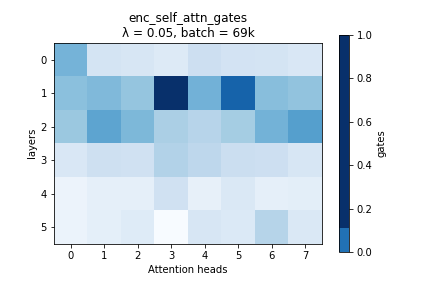 enc_self_attn_gates
λ = 0.05, batch = 69k
0
1
2
3
4
5
layers
0 1 2 3 4 5 6 7
Attention heads
1.0
0.8
0.6
0.4
0.2
0.0
gates